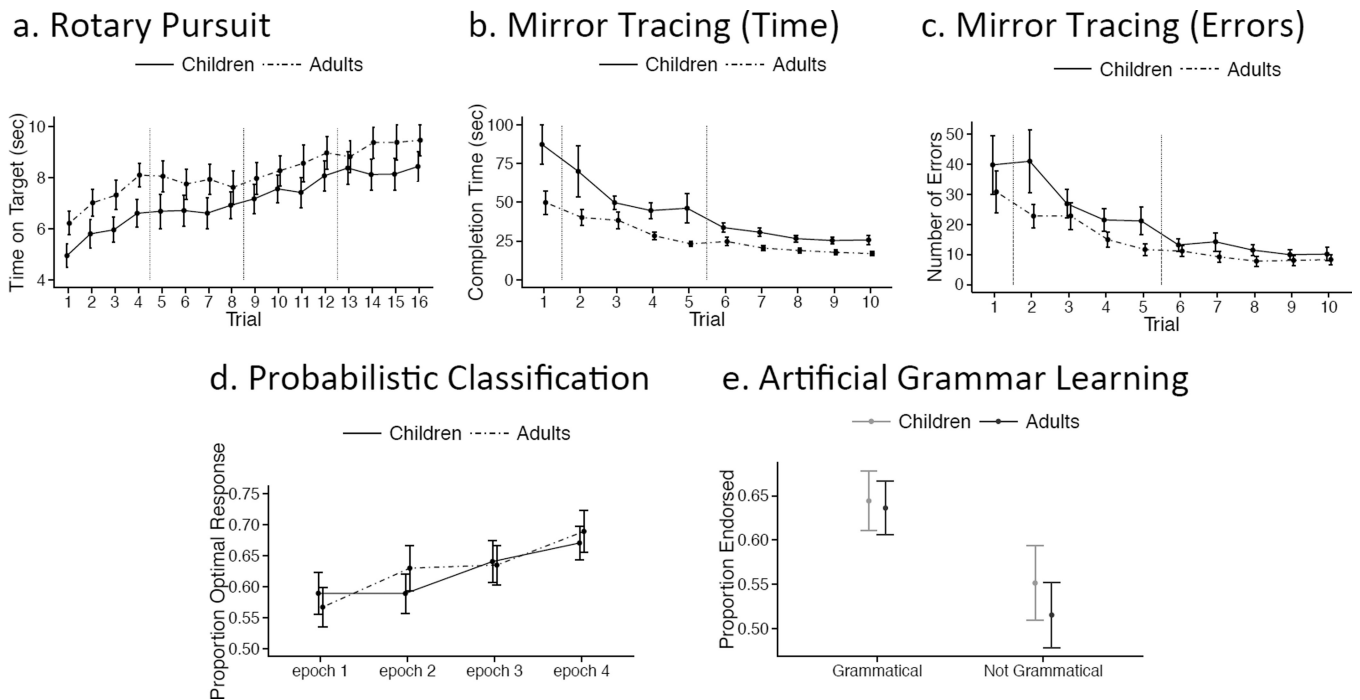 a. Rotary Pursuit
Children Adults
Time on Target (sec)
10
8
6
4
1 2 3 4 5 6 7 8 9 10 11 12 13 14 15 16
Trial
b. Mirror Tracing (Time)
Children Adults
Completion Time (sec)
100
75
50
25
0
1 2 3 4 5 6 7 8 9 10
Trial
c. Mirror Tracing (Errors)
Children Adults
Number of Errors
50
40
30
20
10
0
1 2 3 4 5 6 7 8 9 10
Trial
d. Probabilistic Classification
Children Adults
Proportion Optimal Response
0.75
0.70
0.65
0.60
0.55
0.50
epoch 1 epoch 2 epoch 3 epoch 4
e. Artificial Grammar Learning
Children Adults
Proportion Endorsed
0.65
0.60
0.55
0.50
Grammatical Not Grammatical